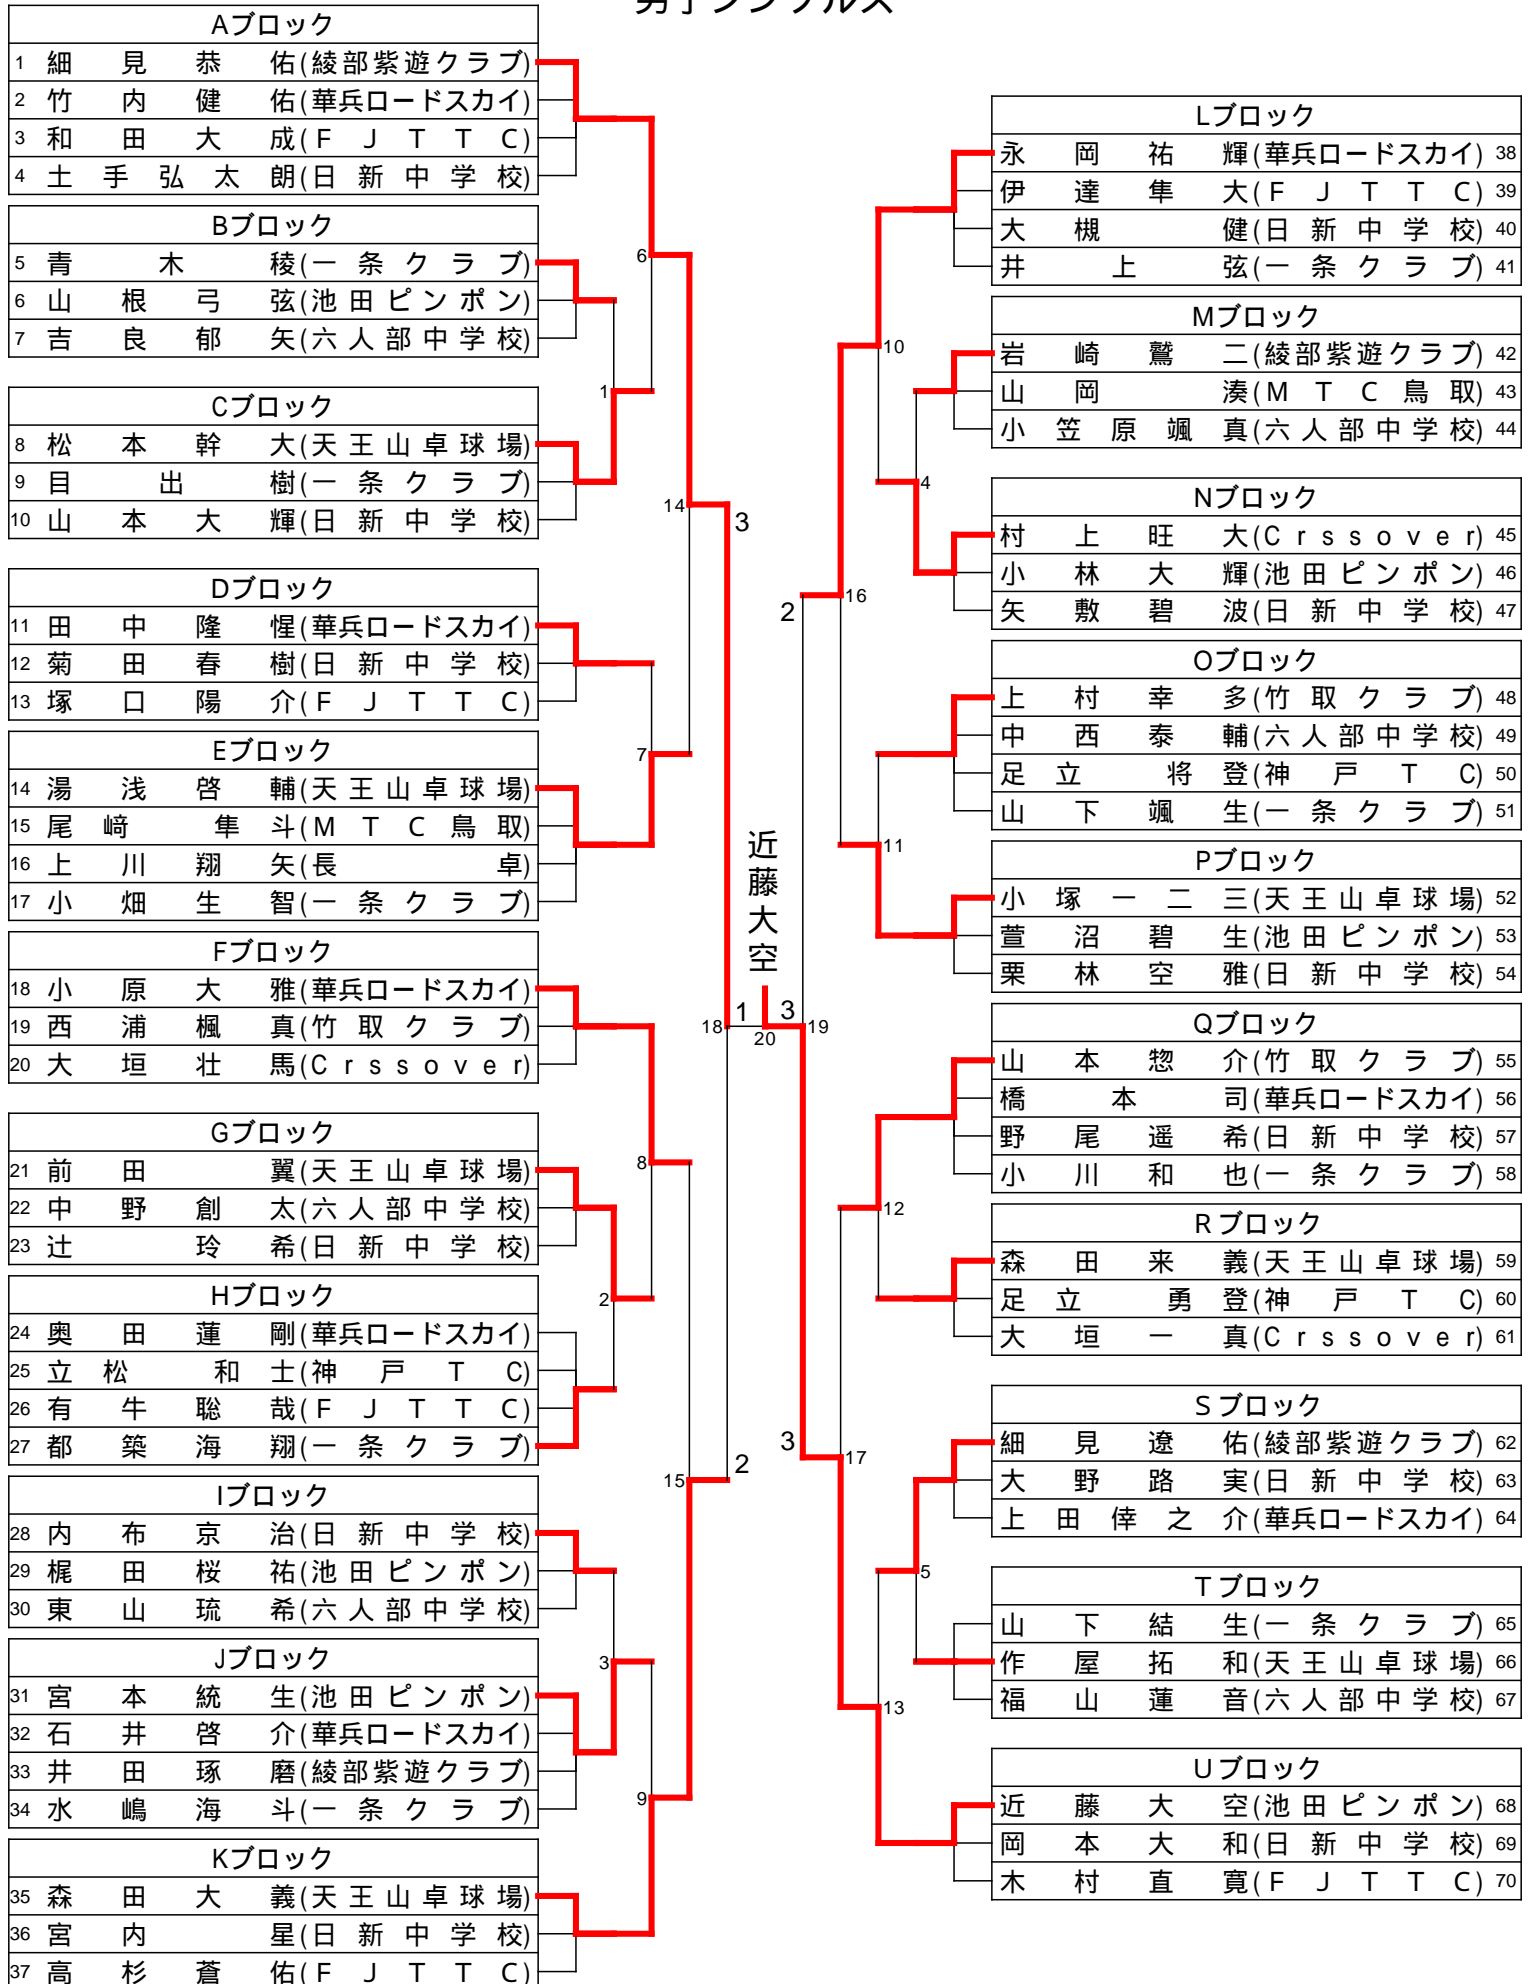 男子シングルス
Aブロック
1 細見恭佑(綾部紫遊クラブ)
2 竹内健佑(華兵ロードスカイ)
3 和田大成(FJTTC)
4 土手弘太朗(日新中学校)
Bブロック
5 青木稜(一条クラブ)
6 山根弓弦(池田ピンポン)
7 吉良郁矢(六人部中学校)
Cブロック
8 松本幹大(天王山卓球場)
9 目出樹(一条クラブ)
10 山本大輝(日新中学校)
Dブロック
11 田中隆惺(華兵ロードスカイ)
12 菊田春樹(日新中学校)
13 塚口陽介(FJTTC)
Eブロック
14 湯浅啓輔(天王山卓球場)
15 尾﨑隼斗(MTC鳥取)
16 上川翔矢(長卓)
17 小畑生智(一条クラブ)
Fブロック
18 小原大雅(華兵ロードスカイ)
19 西浦楓真(竹取クラブ)
20 大垣壮馬(Crssover)
Gブロック
21 前田翼(天王山卓球場)
22 中野創太(六人部中学校)
23 辻玲希(日新中学校)
Hブロック
24 奥田蓮剛(華兵ロードスカイ)
25 立松和士(神戸TC)
26 有牛聡哉(FJTTC)
27 都築海翔(一条クラブ)
Iブロック
28 内布京治(日新中学校)
29 梶田桜祐(池田ピンポン)
30 東山琉希(六人部中学校)
Jブロック
31 宮本統生(池田ピンポン)
32 石井啓介(華兵ロードスカイ)
33 井田琢磨(綾部紫遊クラブ)
34 水嶋海斗(一条クラブ)
Kブロック
35 森田大義(天王山卓球場)
36 宮内星(日新中学校)
37 高杉蒼佑(FJTTC)
6
1
14
3
7
8
2
18
1
15
2
3
9
近藤大空
20
3
19
2
16
10
4
11
12
3
17
5
13
Lブロック
永岡祐輝(華兵ロードスカイ) 38
伊達隼大(FJTTC) 39
大槻健(日新中学校) 40
井上弦(一条クラブ) 41
Mブロック
岩崎鷲二(綾部紫遊クラブ) 42
山岡湊(MTC鳥取) 43
小笠原颯真(六人部中学校) 44
Nブロック
村上旺大(Crssover) 45
小林大輝(池田ピンポン) 46
矢敷碧波(日新中学校) 47
Oブロック
上村幸多(竹取クラブ) 48
中西泰輔(六人部中学校) 49
足立将登(神戸TC) 50
山下颯生(一条クラブ) 51
Pブロック
小塚一二三(天王山卓球場) 52
萱沼碧生(池田ピンポン) 53
栗林空雅(日新中学校) 54
Qブロック
山本惣介(竹取クラブ) 55
橋本司(華兵ロードスカイ) 56
野尾遥希(日新中学校) 57
小川和也(一条クラブ) 58
Rブロック
森田来義(天王山卓球場) 59
足立勇登(神戸TC) 60
大垣一真(Crssover) 61
Sブロック
細見遼佑(綾部紫遊クラブ) 62
大野路実(日新中学校) 63
上田倖之介(華兵ロードスカイ) 64
Tブロック
山下結生(一条クラブ) 65
作屋拓和(天王山卓球場) 66
福山蓮音(六人部中学校) 67
Uブロック
近藤大空(池田ピンポン) 68
岡本大和(日新中学校) 69
木村直寛(FJTTC) 70